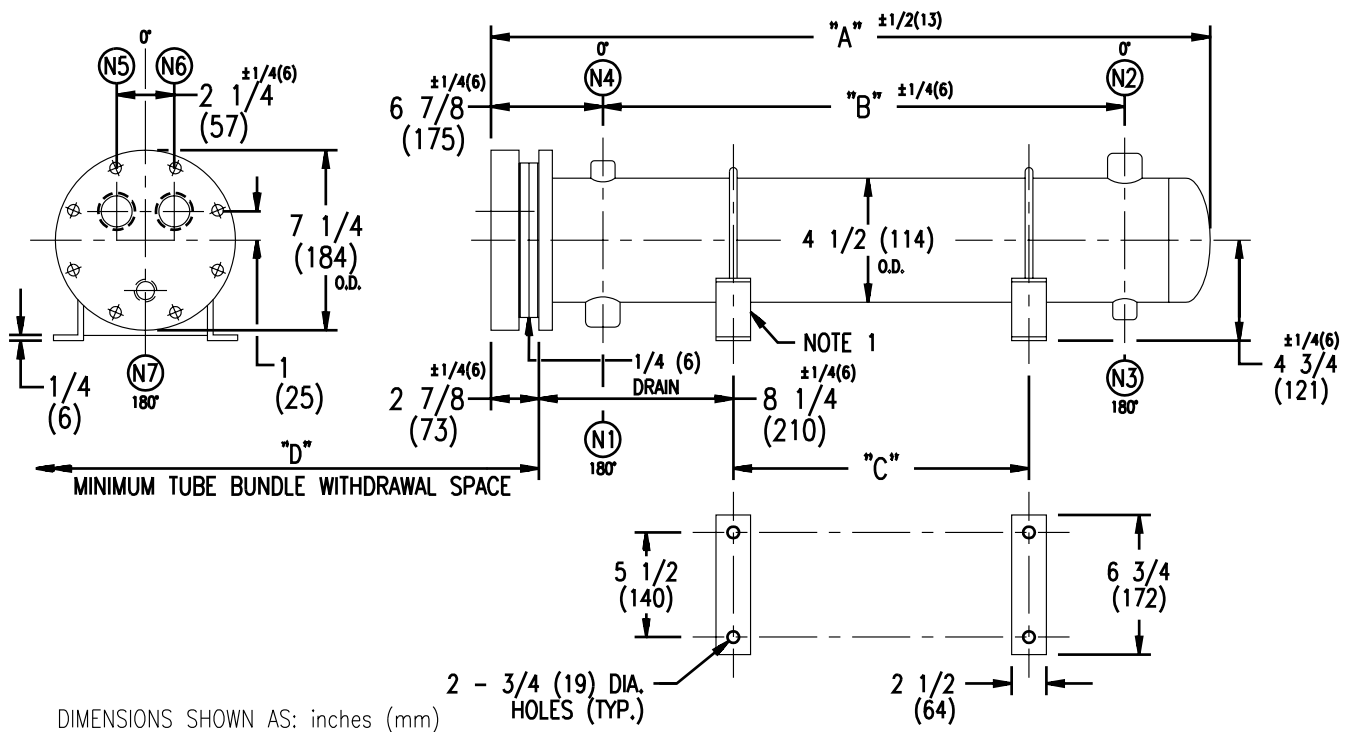 0°
N5 N6
±1/4(6)
2 1/4
(57)
7 1/4
(184)
O.D.
1/4
(6)
N7
180°
1
(25)
"A" ±1/2(13)
0°
N4
0°
N2
±1/4(6)
6 7/8
(175)
"B" ±1/4(6)
4 1/2 (114)
O.D.
NOTE 1
1/4 (6)
DRAIN
±1/4(6)
2 7/8
(73)
±1/4(6)
8 1/4
(210)
±1/4(6)
4 3/4
(121)
N1
180°
N3
180°
"D"
MINIMUM TUBE BUNDLE WITHDRAWAL SPACE
"C"
5 1/2
(140)
6 3/4
(172)
2 - 3/4 (19) DIA.
HOLES (TYP.)
2 1/2
(64)
DIMENSIONS SHOWN AS: inches (mm)